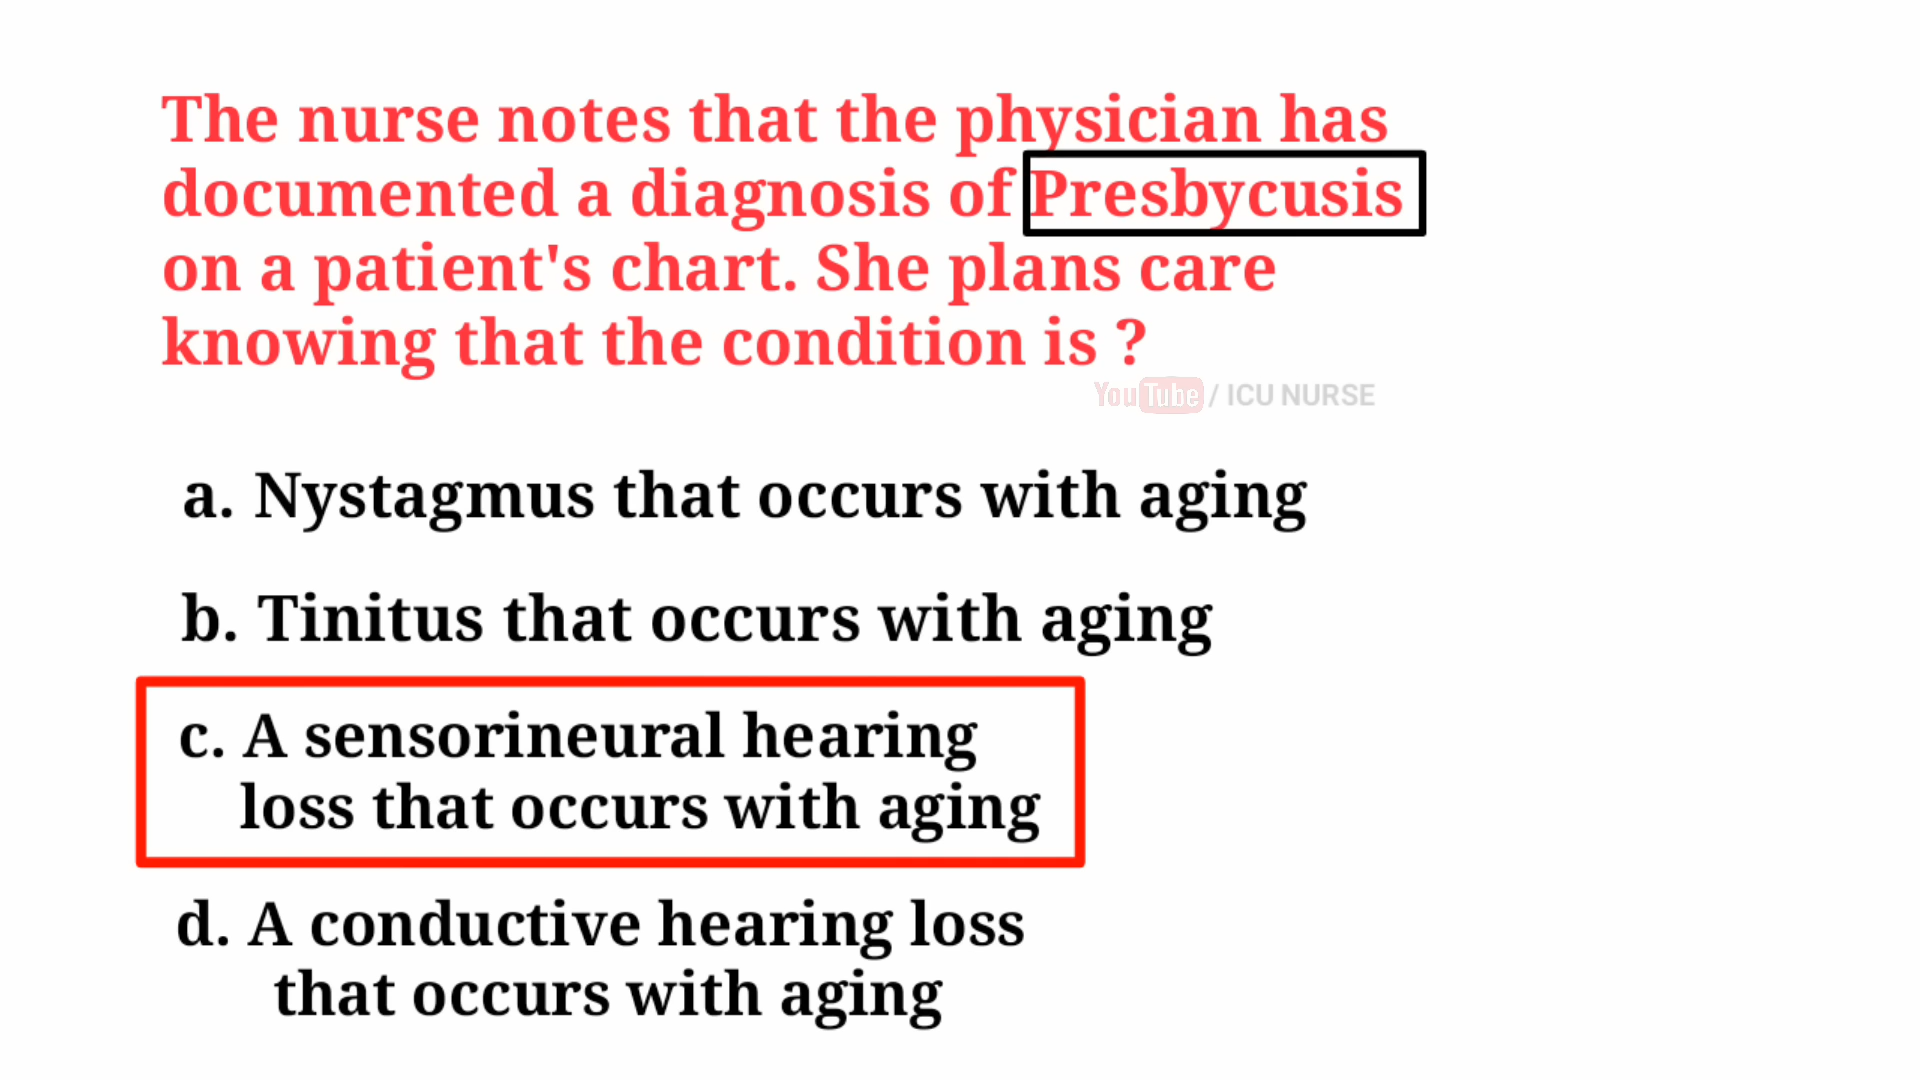 The nurse notes that the physician has
documented a diagnosis of Presbycusis
on a patient's chart. She plans care
knowing that the condition is ?
YouTube / ICU NURSE
a. Nystagmus that occurs with aging
b. Tinitus that occurs with aging
c. A sensorineural hearing
loss that occurs with aging
d. A conductive hearing loss
that occurs with aging